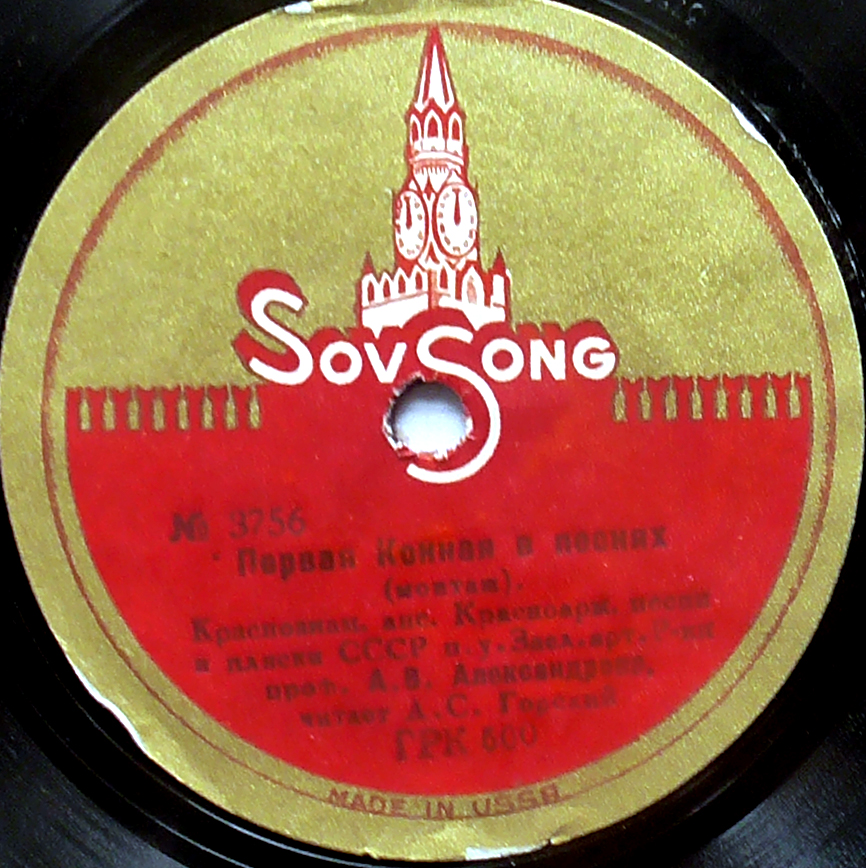 SOVSONG
№ 3756
Первая Конная в песнях
(монтаж).
Краснознам. анс. Красноарм. песни
и пляски СССР п.у. Засл. арт. Р-ки
проф. А.В. Александрова,
читает А.С. Горский
ГРК 500
MADE IN USSR